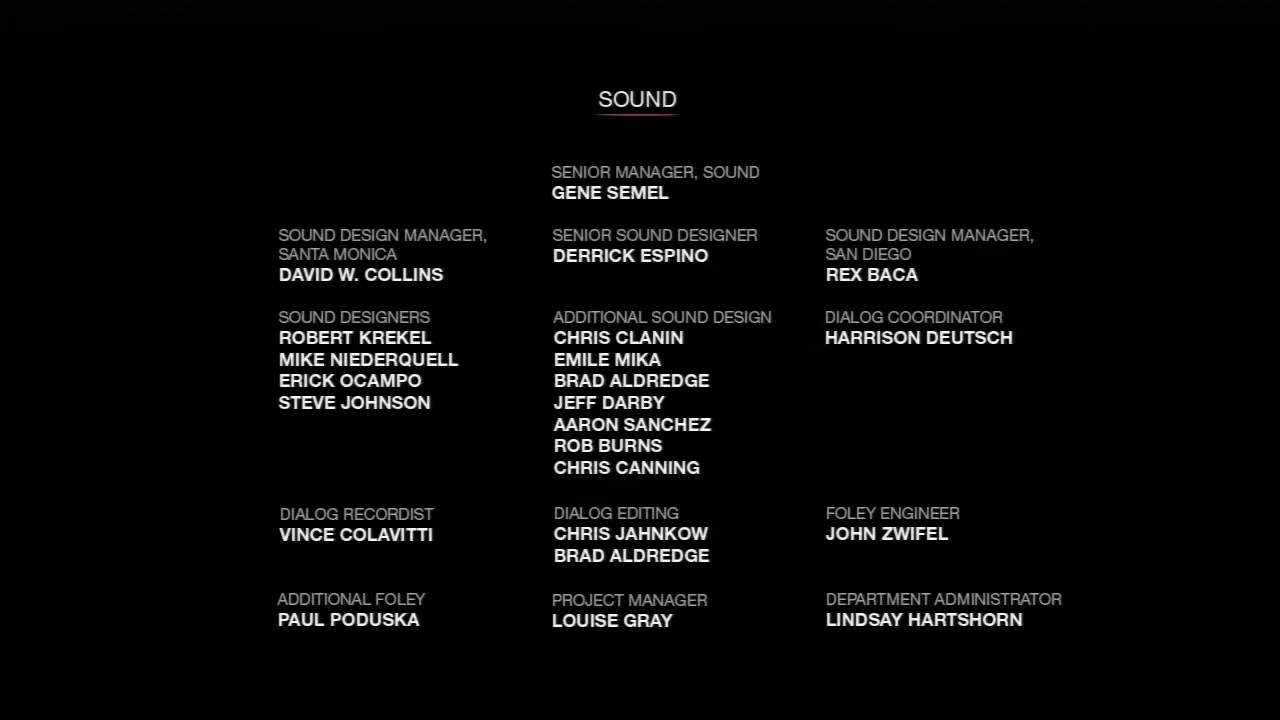 SOUND
SENIOR MANAGER, SOUND
GENE SEMEL
SOUND DESIGN MANAGER,
SANTA MONICA
DAVID W. COLLINS
SENIOR SOUND DESIGNER
DERRICK ESPINO
SOUND DESIGN MANAGER,
SAN DIEGO
REX BACA
SOUND DESIGNERS
ROBERT KREKEL
MIKE NIEDERQUELL
ERICK OCAMPO
STEVE JOHNSON
ADDITIONAL SOUND DESIGN
CHRIS CLANIN
EMILE MIKA
BRAD ALDREDGE
JEFF DARBY
AARON SANCHEZ
ROB BURNS
CHRIS CANNING
DIALOG COORDINATOR
HARRISON DEUTSCH
DIALOG RECORDIST
VINCE COLAVITTI
DIALOG EDITING
CHRIS JAHNKOW
BRAD ALDREDGE
FOLEY ENGINEER
JOHN ZWIFEL
ADDITIONAL FOLEY
PAUL PODUSKA
PROJECT MANAGER
LOUISE GRAY
DEPARTMENT ADMINISTRATOR
LINDSAY HARTSHORN